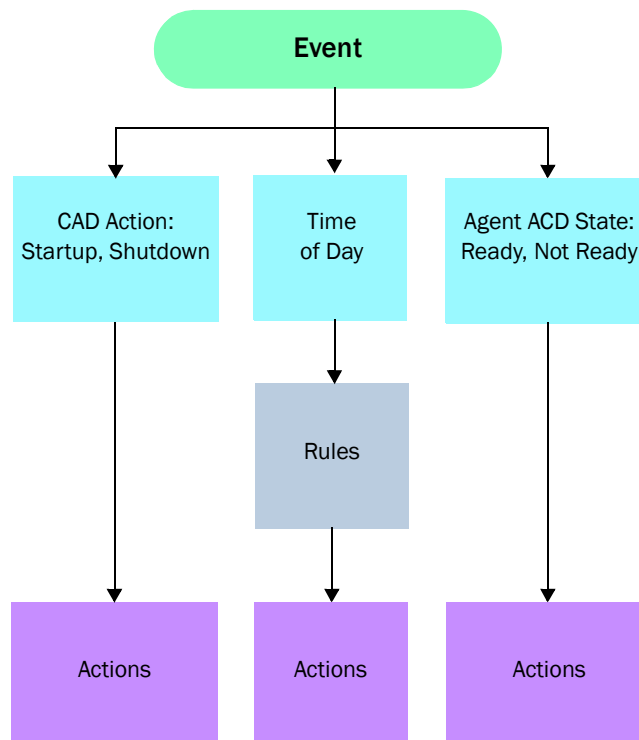 Event
CAD Action:
Startup, Shutdown
Time
of Day
Agent ACD State:
Ready, Not Ready
Rules
Actions
Actions
Actions